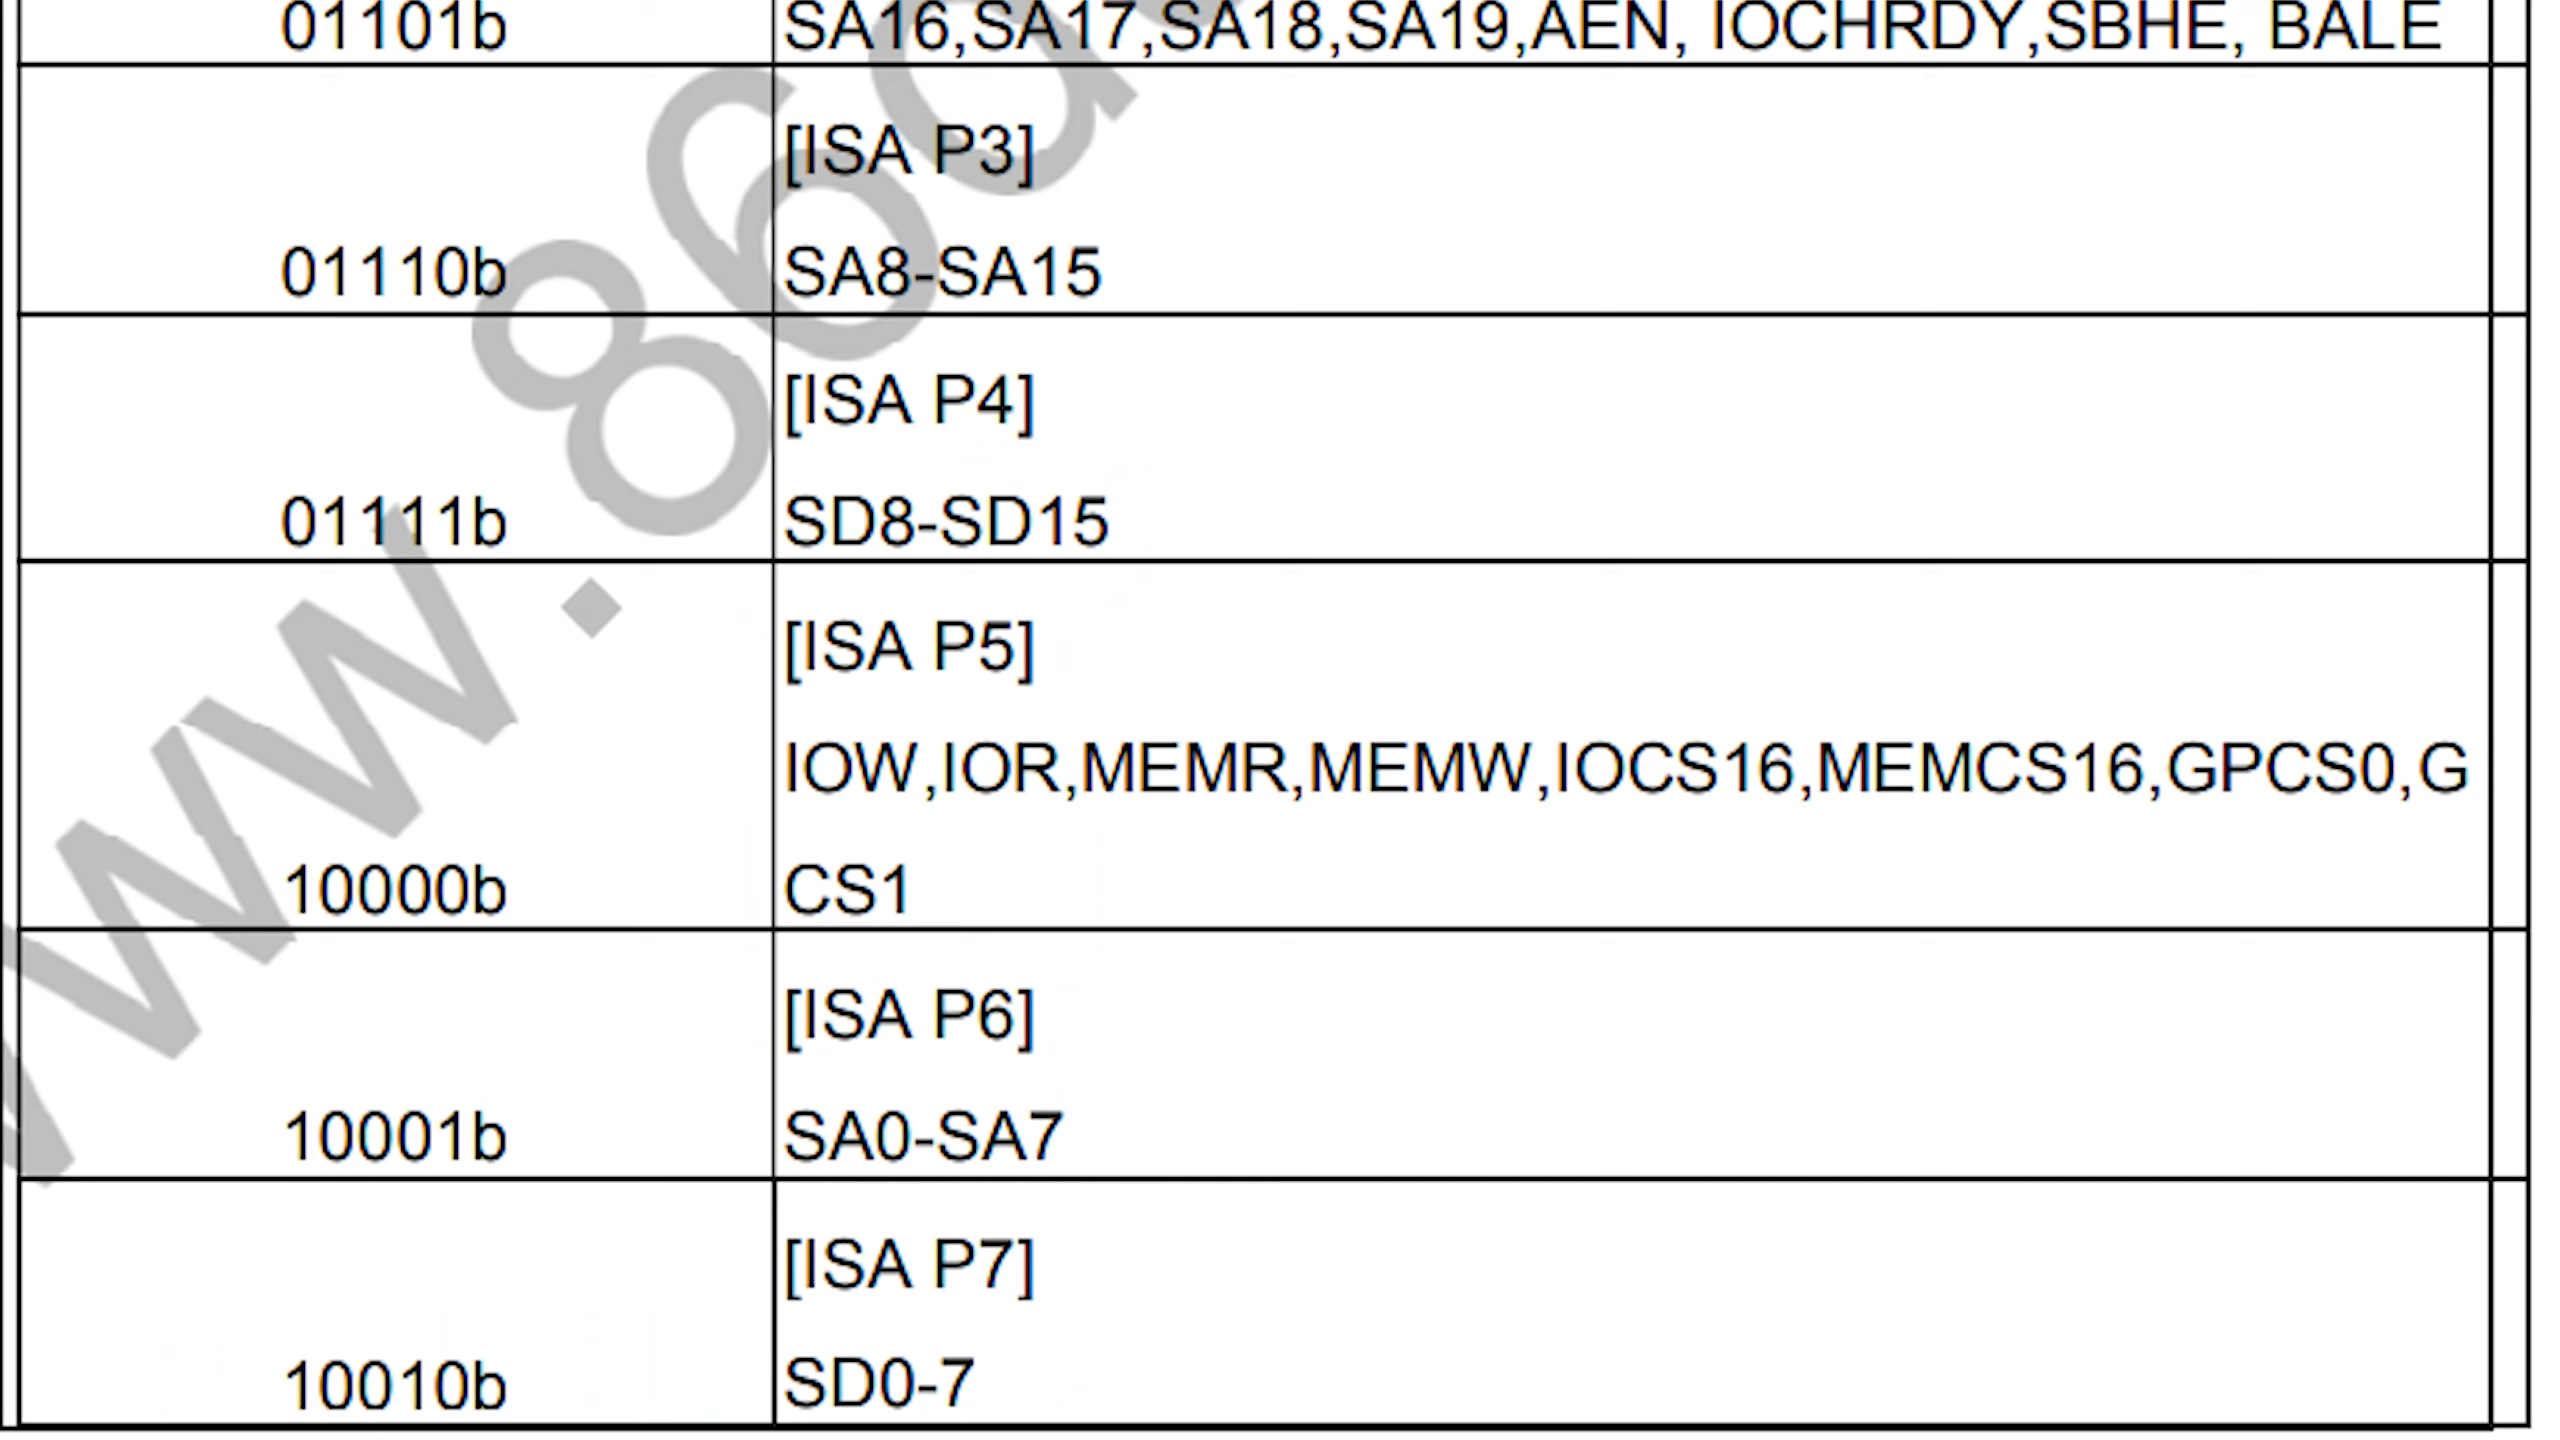 01101b SA16,SA17,SA18,SA19,AEN, IOCHRDY,SBHE, BALE
[ISA P3]
01110b SA8-SA15
[ISA P4]
01111b SD8-SD15
[ISA P5]
IOW,IOR,MEMR,MEMW,IOCS16,MEMCS16,GPCS0,G
10000b CS1
[ISA P6]
10001b SA0-SA7
[ISA P7]
10010b SD0-7